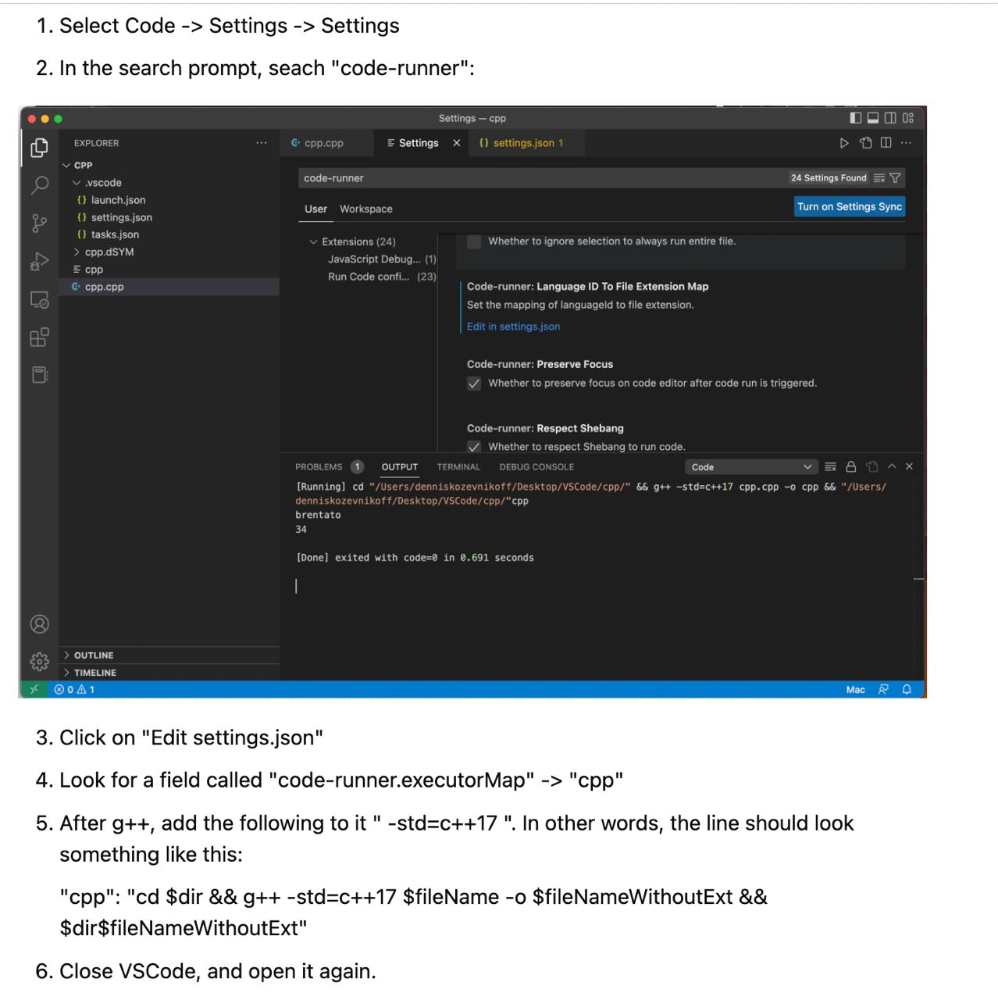 1. Select Code -> Settings -> Settings
2. In the search prompt, seach "code-runner":
Settings — cpp
EXPLORER
CPP
.vscode
{} launch.json
{} settings.json
{} tasks.json
cpp.dSYM
cpp
cpp.cpp
OUTLINE
TIMELINE
cpp.cpp
Settings
{} settings.json 1
code-runner
24 Settings Found
User Workspace
Turn on Settings Sync
Extensions (24)
JavaScript Debug... (1)
Run Code confi... (23)
Whether to ignore selection to always run entire file.
Code-runner: Language ID To File Extension Map
Set the mapping of languageId to file extension.
Edit in settings.json
Code-runner: Preserve Focus
Whether to preserve focus on code editor after code run is triggered.
Code-runner: Respect Shebang
Whether to respect Shebang to run code.
PROBLEMS 1 OUTPUT TERMINAL DEBUG CONSOLE
Code
[Running] cd "/Users/denniskozevnikoff/Desktop/VSCode/cpp/" && g++ -std=c++17 cpp.cpp -o cpp && "/Users/
denniskozevnikoff/Desktop/VSCode/cpp/"cpp
brentato
34
[Done] exited with code=0 in 0.691 seconds
0 1
Mac
3. Click on "Edit settings.json"
4. Look for a field called "code-runner.executorMap" -> "cpp"
5. After g++, add the following to it " -std=c++17 ". In other words, the line should look
something like this:
"cpp": "cd $dir && g++ -std=c++17 $fileName -o $fileNameWithoutExt &&
$dir$fileNameWithoutExt"
6. Close VSCode, and open it again.